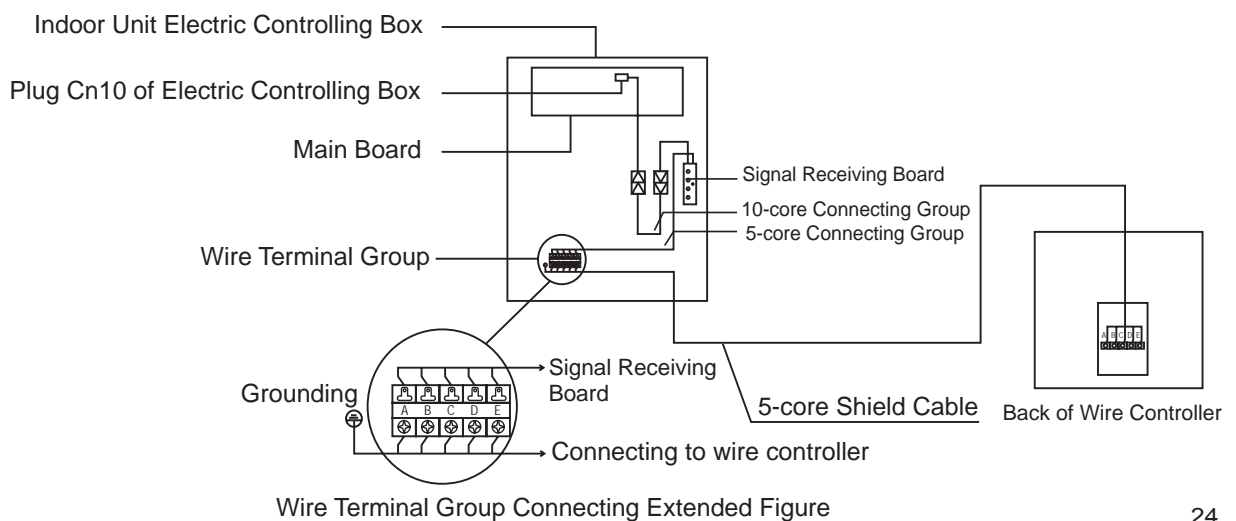 Indoor Unit Electric Controlling Box
Plug Cn10 of Electric Controlling Box
Main Board
Signal Receiving Board
10-core Connecting Group
5-core Connecting Group
Wire Terminal Group
A B C D E
Signal Receiving
Board
Grounding
A B C D E
5-core Shield Cable
Back of Wire Controller
Connecting to wire controller
Wire Terminal Group Connecting Extended Figure
24